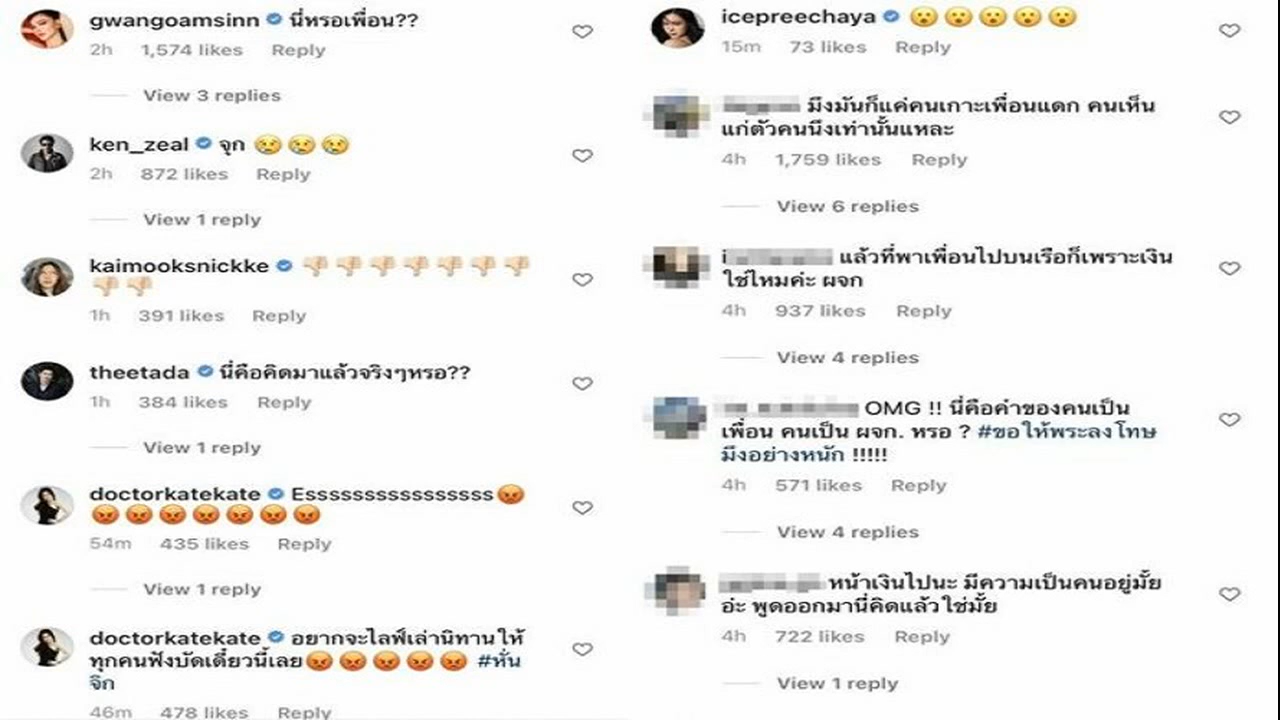 gwangoamsinn นี่หรอเพื่อน??
2h 1,574 likes Reply
View 3 replies
ken_zeal จุก 😢😢😢
2h 872 likes Reply
View 1 reply
kaimooksnickke 👎🏻👎🏻👎🏻👎🏻👎🏻👎🏻👎🏻
👎🏻👎🏻
1h 391 likes Reply
theetada นี่คือคิดมาแล้วจริงๆหรอ??
1h 384 likes Reply
View 1 reply
doctorkatekate Essssssssssssssss😡
😡😡😡😡😡😡😡
54m 435 likes Reply
View 1 reply
doctorkatekate อยากจะไลฟ์เล่านิทานให้
ทุกคนฟังบัดเดี๋ยวนี้เลย😡😡😡😡😡 #หั่น
จิก
46m 478 likes Reply
icepreechaya 😮😮😮😮😮
15m 73 likes Reply
มึงมันก็แค่คนเกาะเพื่อนแดก คนเห็น
แก่ตัวคนนึงเท่านั้นแหละ
4h 1,759 likes Reply
View 6 replies
แล้วที่พาเพื่อนไปบนเรือก็เพราะเงิน
ใช่ไหมค่ะ ผจก
4h 937 likes Reply
View 4 replies
OMG !! นี่คือคำของคนเป็น
เพื่อน คนเป็น ผจก. หรอ ? #ขอให้พระลงโทษ
มึงอย่างหนัก !!!!!
4h 571 likes Reply
View 4 replies
หน้าเงินไปนะ มีความเป็นคนอยู่มั้ย
อ่ะ พูดออกมานี่คิดแล้วใช่มั้ย
4h 722 likes Reply
View 1 reply